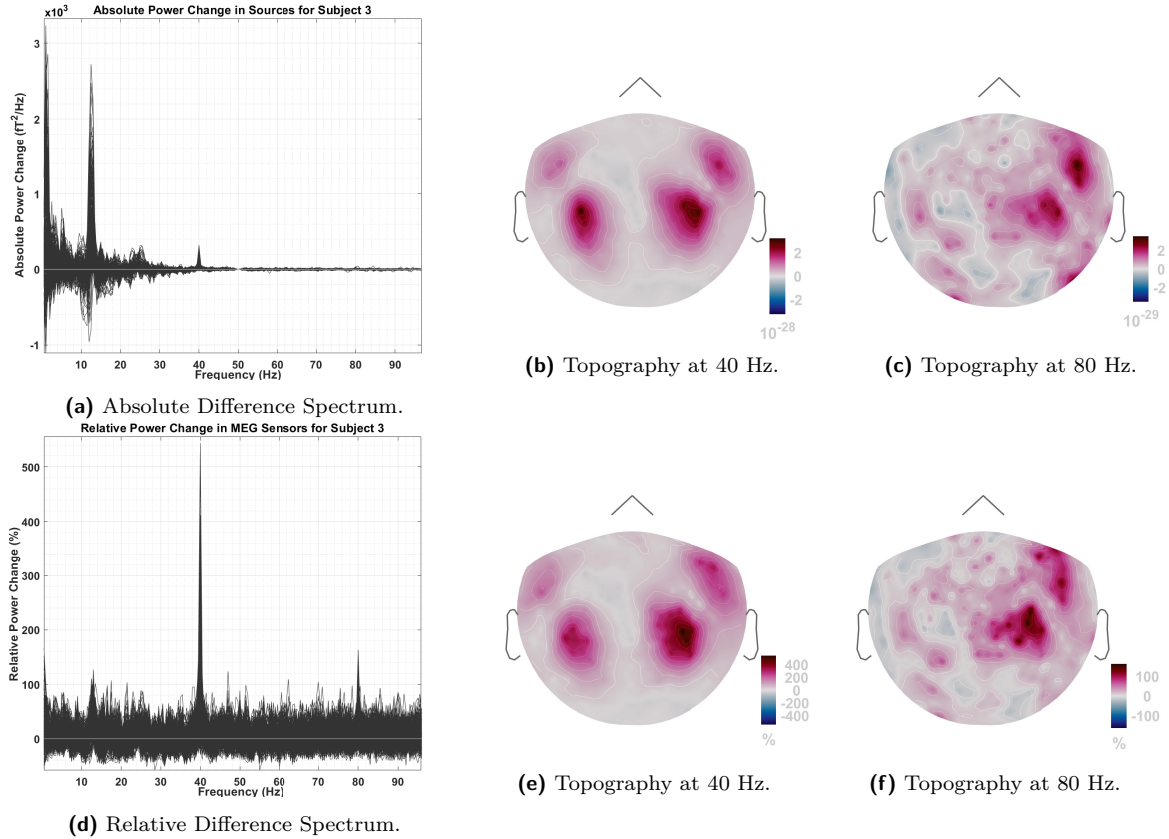 Absolute Power Change in Sources for Subject 3
×10³
Absolute Power Change (fT²/Hz)
3
2
1
0
-1
10 20 30 40 50 60 70 80 90
Frequency (Hz)
(a) Absolute Difference Spectrum.
2
0
-2
10⁻²⁸
(b) Topography at 40 Hz.
2
0
-2
10⁻²⁹
(c) Topography at 80 Hz.
Relative Power Change in MEG Sensors for Subject 3
Relative Power Change (%)
500
400
300
200
100
0
10 20 30 40 50 60 70 80 90
Frequency (Hz)
(d) Relative Difference Spectrum.
400
200
0
-200
-400
%
(e) Topography at 40 Hz.
100
0
-100
%
(f) Topography at 80 Hz.